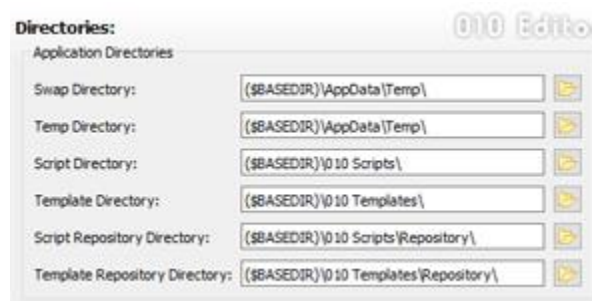 Directories:
010 Edito
Application Directories
Swap Directory: ($BASEDIR)\AppData\Temp\
Temp Directory: ($BASEDIR)\AppData\Temp\
Script Directory: ($BASEDIR)\010 Scripts\
Template Directory: ($BASEDIR)\010 Templates\
Script Repository Directory: ($BASEDIR)\010 Scripts\Repository\
Template Repository Directory: ($BASEDIR)\010 Templates\Repository\